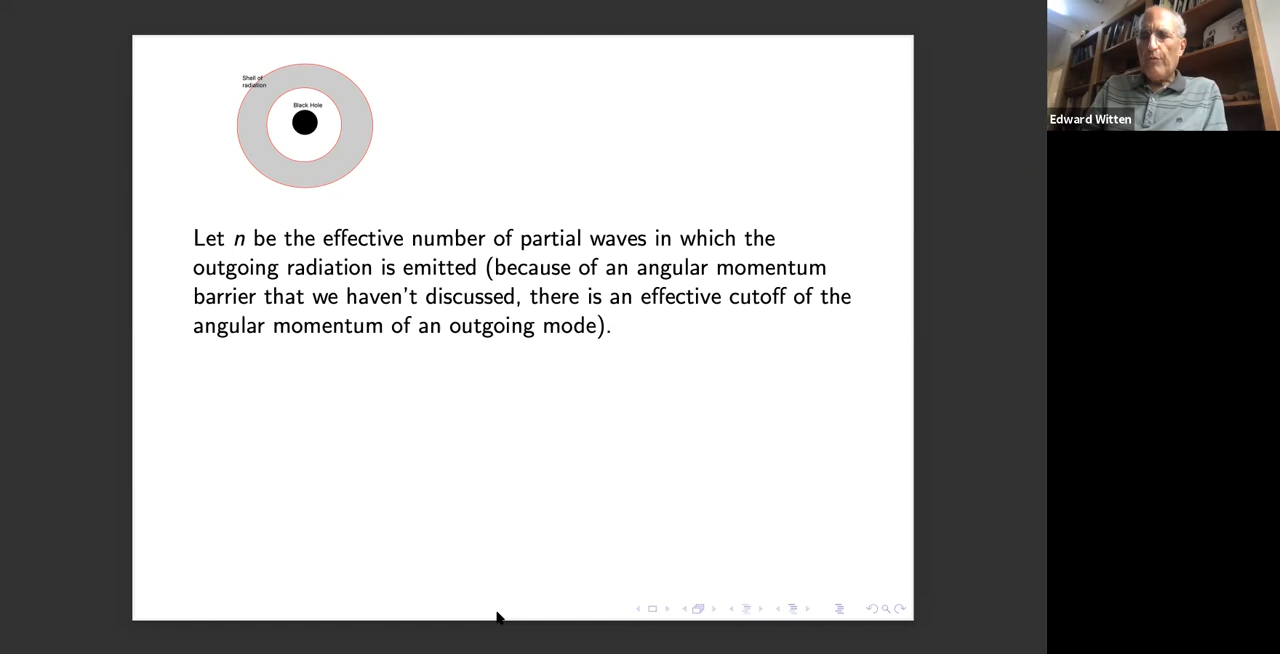 Shell of
radiation
Black Hole
Let n be the effective number of partial waves in which the
outgoing radiation is emitted (because of an angular momentum
barrier that we haven't discussed, there is an effective cutoff of the
angular momentum of an outgoing mode).
Edward Witten